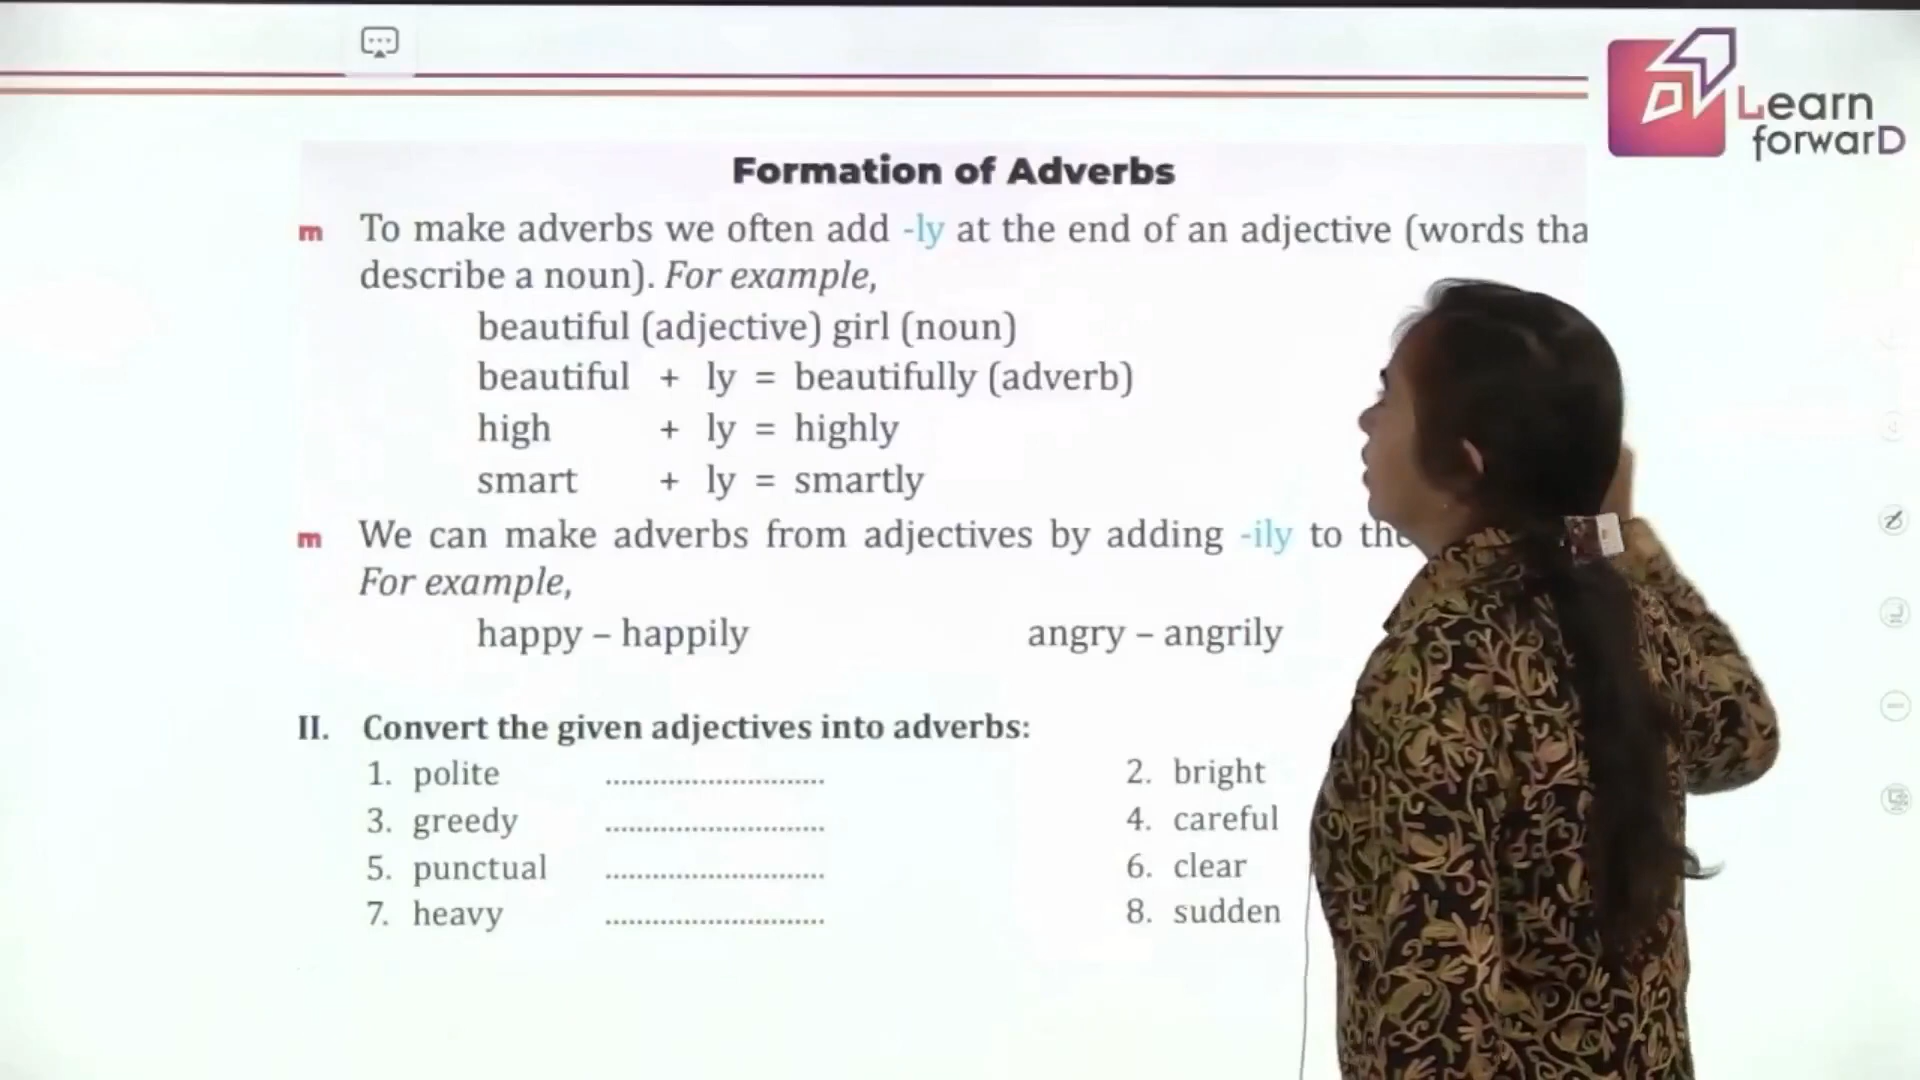 Learn
forwarD
Formation of Adverbs
m To make adverbs we often add -ly at the end of an adjective (words tha
describe a noun). For example,
beautiful (adjective) girl (noun)
beautiful + ly = beautifully (adverb)
high + ly = highly
smart + ly = smartly
m We can make adverbs from adjectives by adding -ily to the
For example,
happy – happily angry – angrily
II. Convert the given adjectives into adverbs:
1. polite ............................ 2. bright
3. greedy ............................ 4. careful
5. punctual ............................ 6. clear
7. heavy ............................ 8. sudden